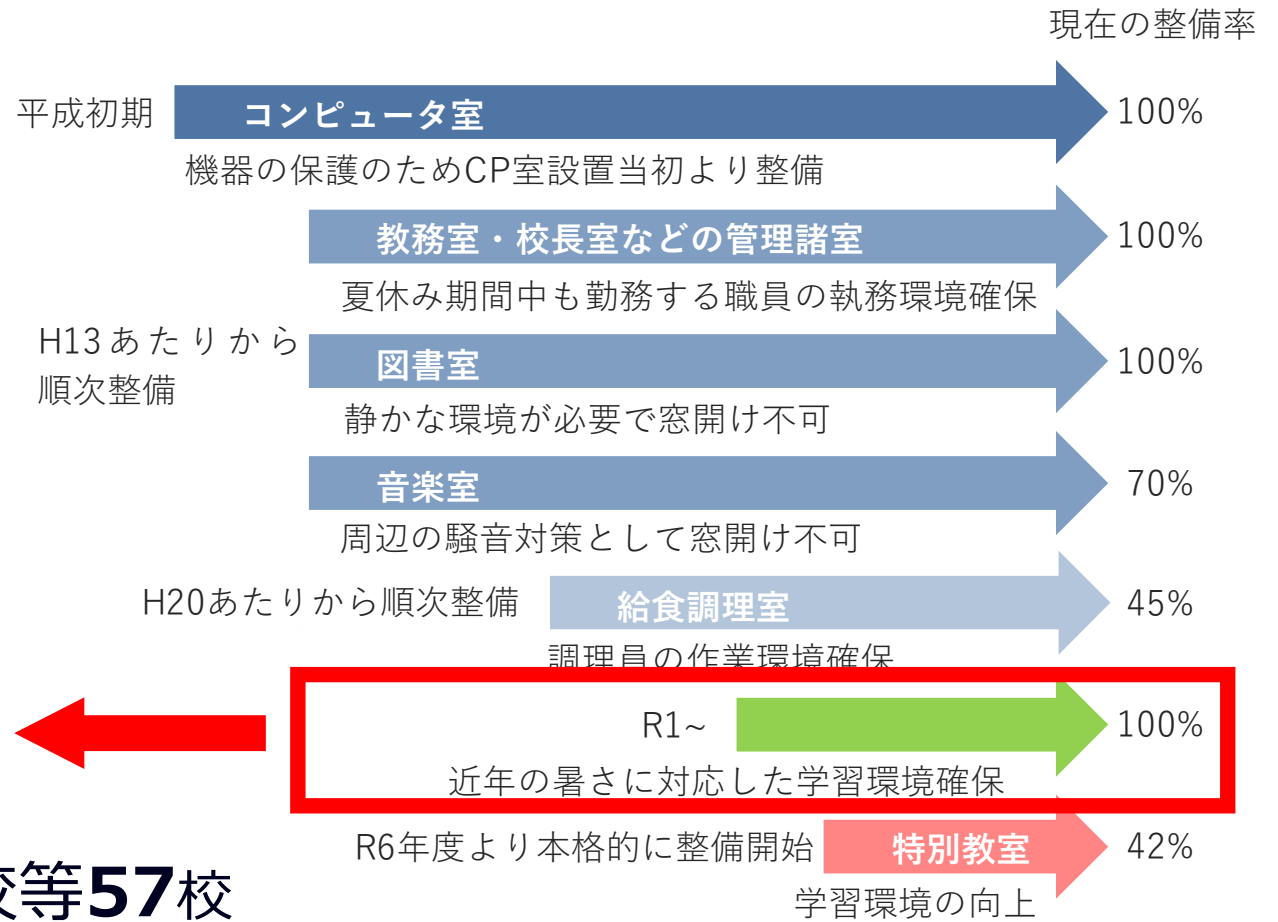 現在の整備率
平成初期 コンピュータ室 100%
機器の保護のためCP室設置当初より整備
教務室・校長室などの管理諸室 100%
夏休み期間中も勤務する職員の執務環境確保
H13あたりから
順次整備
図書室 100%
静かな環境が必要で窓開け不可
音楽室 70%
周辺の騒音対策として窓開け不可
H20あたりから順次整備 給食調理室 45%
調理員の作業環境確保
R1~ 100%
近年の暑さに対応した学習環境確保
R6年度より本格的に整備開始 特別教室 42%
学習環境の向上
校等57校